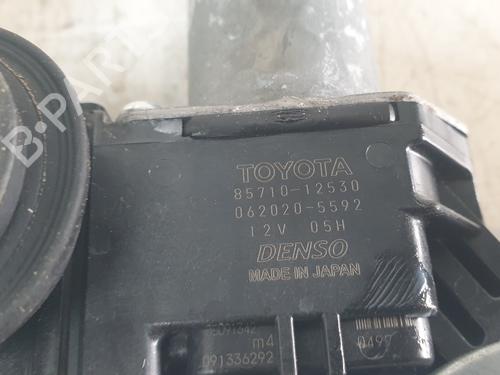 B-PARTS
TOYOTA
85710-12530
062020-5592
12V 05H
DENSO
MADE IN JAPAN
m4
091336292